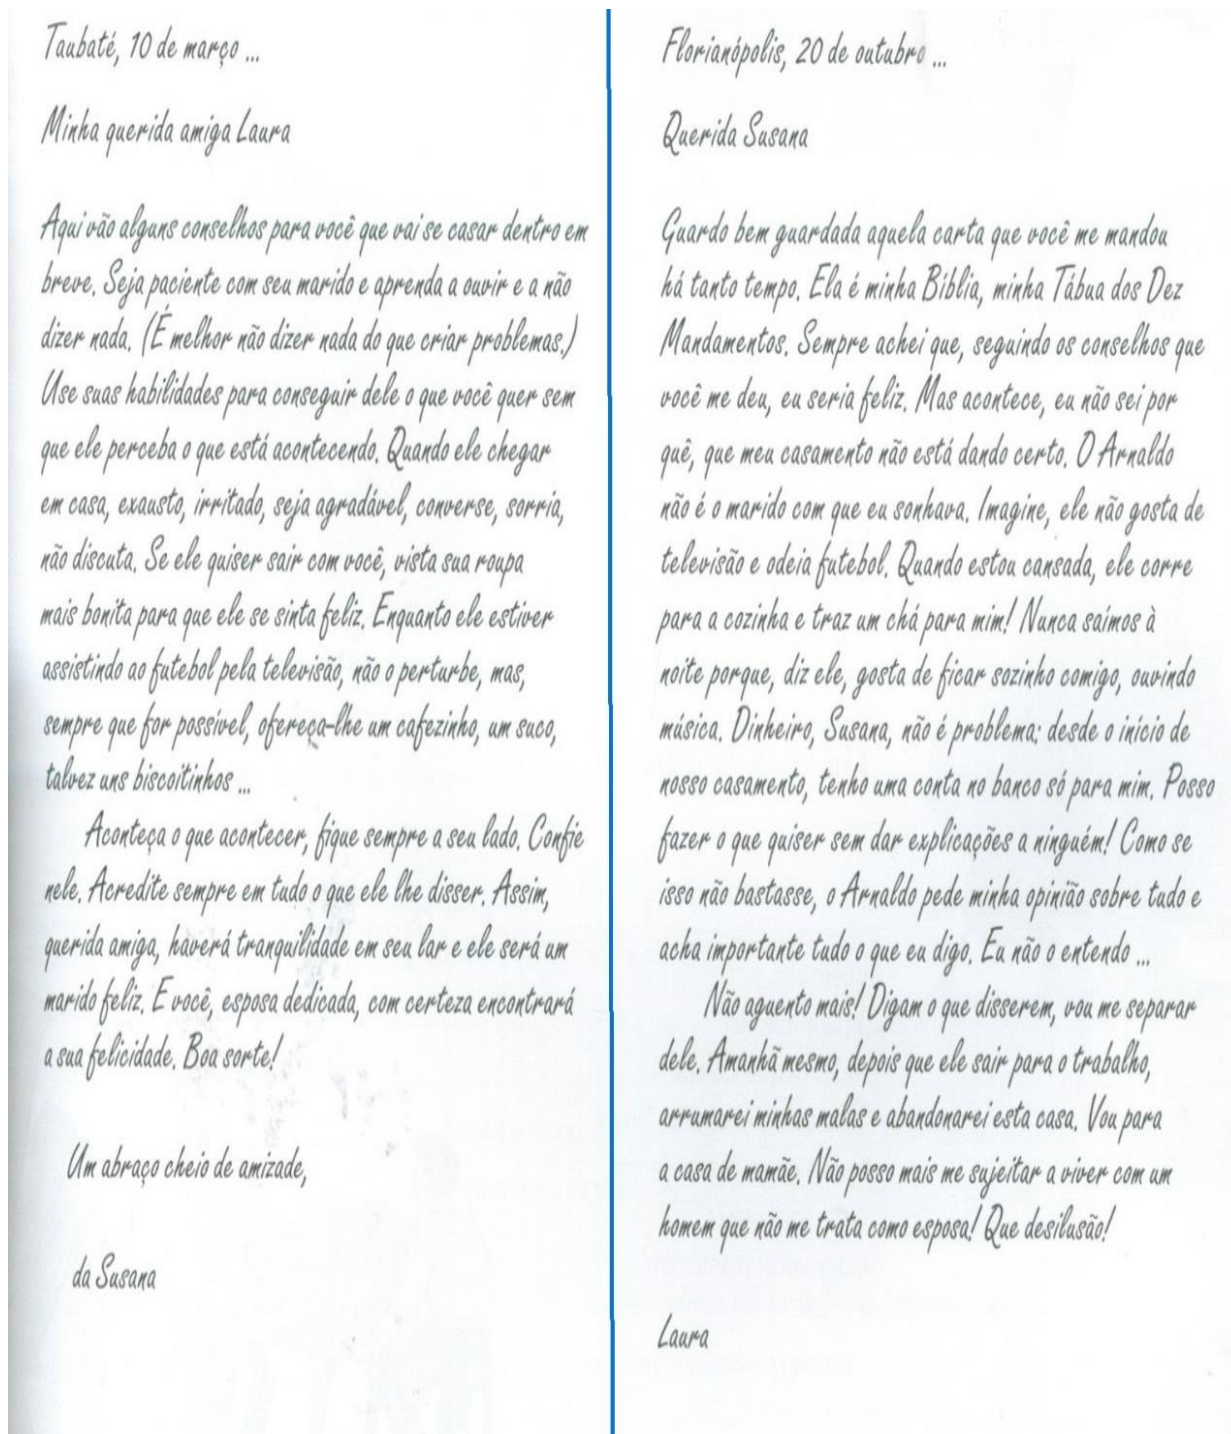 Taubaté, 10 de março ...
Minha querida amiga Laura
Aqui vão alguns conselhos para você que vai se casar dentro em
breve. Seja paciente com seu marido e aprenda a ouvir e a não
dizer nada. (É melhor não dizer nada do que criar problemas.)
Use suas habilidades para conseguir dele o que você quer sem
que ele perceba o que está acontecendo. Quando ele chegar
em casa, exausto, irritado, seja agradável, converse, sorria,
não discuta. Se ele quiser sair com você, vista sua roupa
mais bonita para que ele se sinta feliz. Enquanto ele estiver
assistindo ao futebol pela televisão, não o perturbe, mas,
sempre que for possível, ofereça-lhe um cafezinho, um suco,
talvez uns biscoitinhos ...
Aconteça o que acontecer, fique sempre a seu lado. Confie
nele. Acredite sempre em tudo o que ele lhe disser. Assim,
querida amiga, haverá tranquilidade em seu lar e ele será um
marido feliz. E você, esposa dedicada, com certeza encontrará
a sua felicidade. Boa sorte!
Um abraço cheio de amizade,
da Susana
Florianópolis, 20 de outubro ...
Querida Susana
Guardo bem guardada aquela carta que você me mandou
há tanto tempo. Ela é minha Bíblia, minha Tábua dos Dez
Mandamentos. Sempre achei que, seguindo os conselhos que
você me deu, eu seria feliz. Mas acontece, eu não sei por
quê, que meu casamento não está dando certo. O Arnaldo
não é o marido com que eu sonhava. Imagine, ele não gosta de
televisão e odeia futebol. Quando estou cansada, ele corre
para a cozinha e traz um chá para mim! Nunca saímos à
noite porque, diz ele, gosta de ficar sozinho comigo, ouvindo
música. Dinheiro, Susana, não é problema: desde o início de
nosso casamento, tenho uma conta no banco só para mim. Posso
fazer o que quiser sem dar explicações a ninguém! Como se
isso não bastasse, o Arnaldo pede minha opinião sobre tudo e
acha importante tudo o que eu digo. Eu não o entendo ...
Não aguento mais! Digam o que disserem, vou me separar
dele. Amanhã mesmo, depois que ele sair para o trabalho,
arrumarei minhas malas e abandonarei esta casa. Vou para
a casa de mamãe. Não posso mais me sujeitar a viver com um
homem que não me trata como esposa! Que desilusão!
Laura